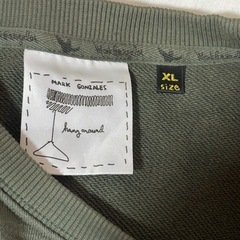 MARK GONZALES
hang around
XL
size